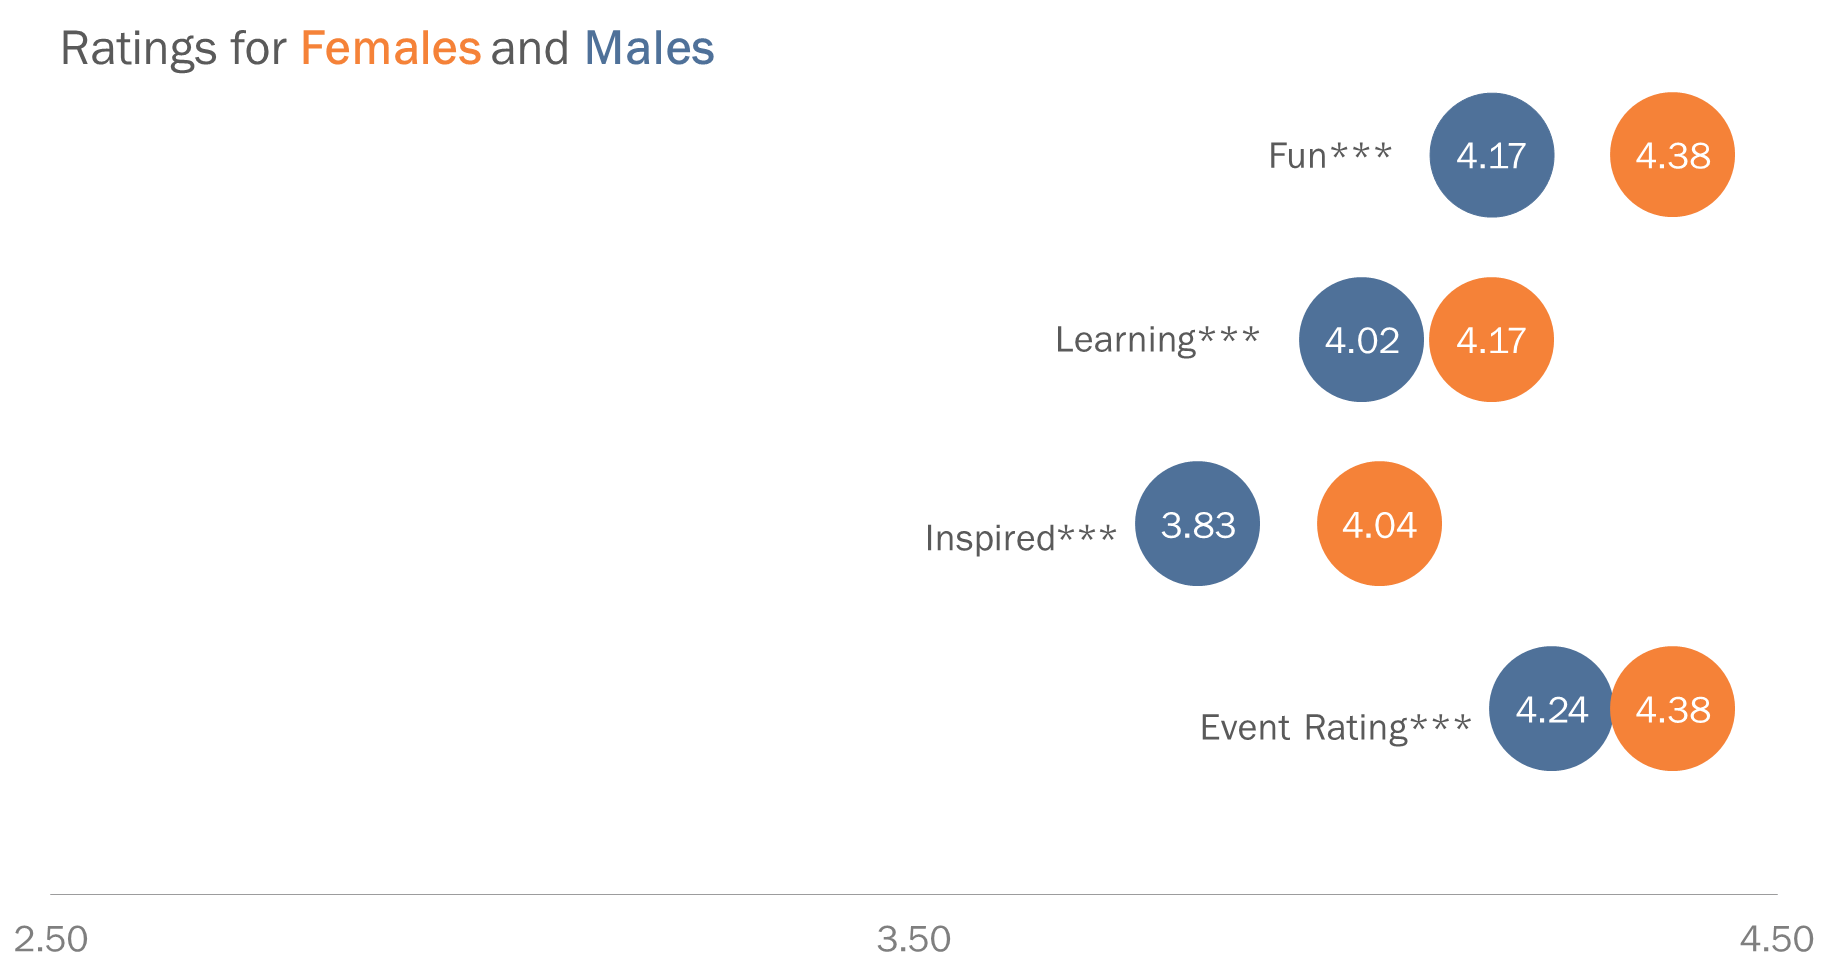 Ratings for Females and Males
Fun*** 4.17 4.38
Learning*** 4.02 4.17
Inspired*** 3.83 4.04
Event Rating*** 4.24 4.38
2.50 3.50 4.50